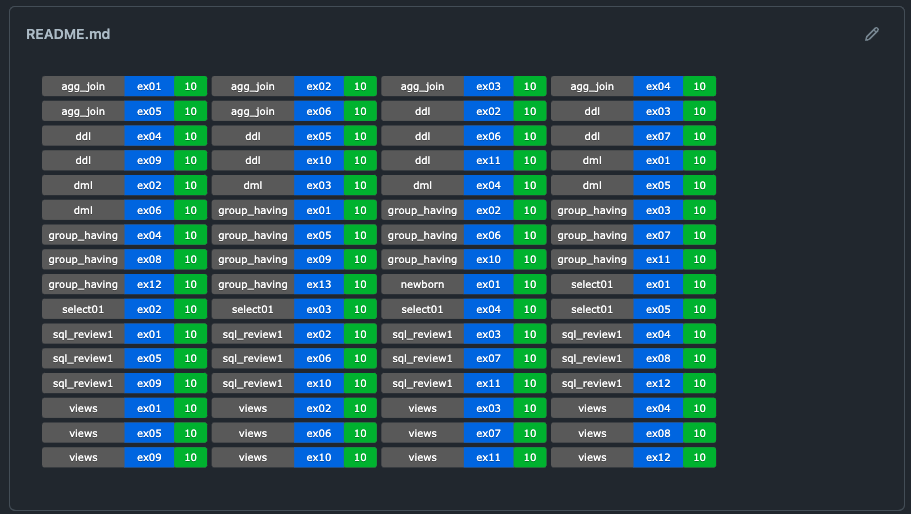 README.md
agg_join ex01 10 agg_join ex02 10 agg_join ex03 10 agg_join ex04 10
agg_join ex05 10 agg_join ex06 10 ddl ex02 10 ddl ex03 10
ddl ex04 10 ddl ex05 10 ddl ex06 10 ddl ex07 10
ddl ex09 10 ddl ex10 10 ddl ex11 10 dml ex01 10
dml ex02 10 dml ex03 10 dml ex04 10 dml ex05 10
dml ex06 10 group_having ex01 10 group_having ex02 10 group_having ex03 10
group_having ex04 10 group_having ex05 10 group_having ex06 10 group_having ex07 10
group_having ex08 10 group_having ex09 10 group_having ex10 10 group_having ex11 10
group_having ex12 10 group_having ex13 10 newborn ex01 10 select01 ex01 10
select01 ex02 10 select01 ex03 10 select01 ex04 10 select01 ex05 10
sql_review1 ex01 10 sql_review1 ex02 10 sql_review1 ex03 10 sql_review1 ex04 10
sql_review1 ex05 10 sql_review1 ex06 10 sql_review1 ex07 10 sql_review1 ex08 10
sql_review1 ex09 10 sql_review1 ex10 10 sql_review1 ex11 10 sql_review1 ex12 10
views ex01 10 views ex02 10 views ex03 10 views ex04 10
views ex05 10 views ex06 10 views ex07 10 views ex08 10
views ex09 10 views ex10 10 views ex11 10 views ex12 10